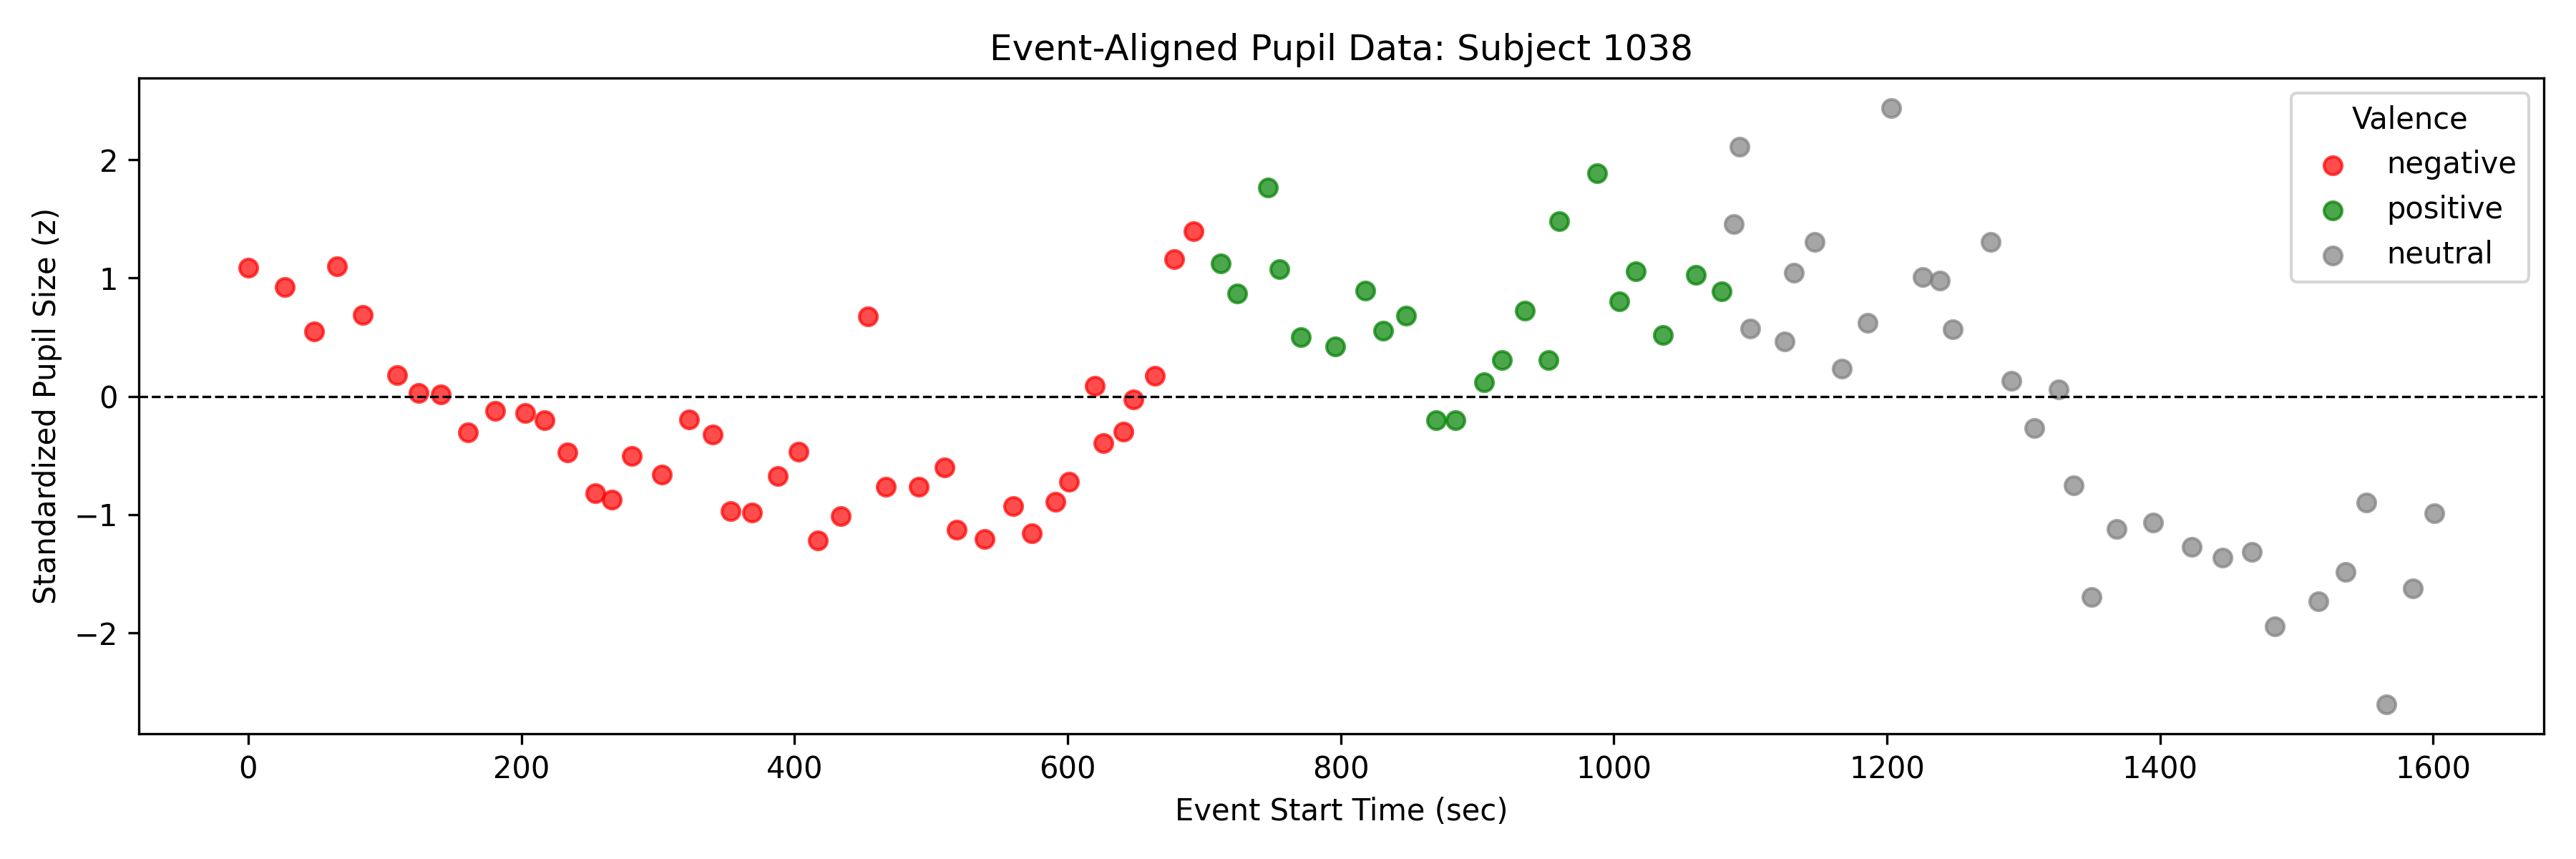 Event-Aligned Pupil Data: Subject 1038
Standardized Pupil Size (z)
2
1
0
−1
−2
Valence
negative
positive
neutral
0 200 400 600 800 1000 1200 1400 1600
Event Start Time (sec)